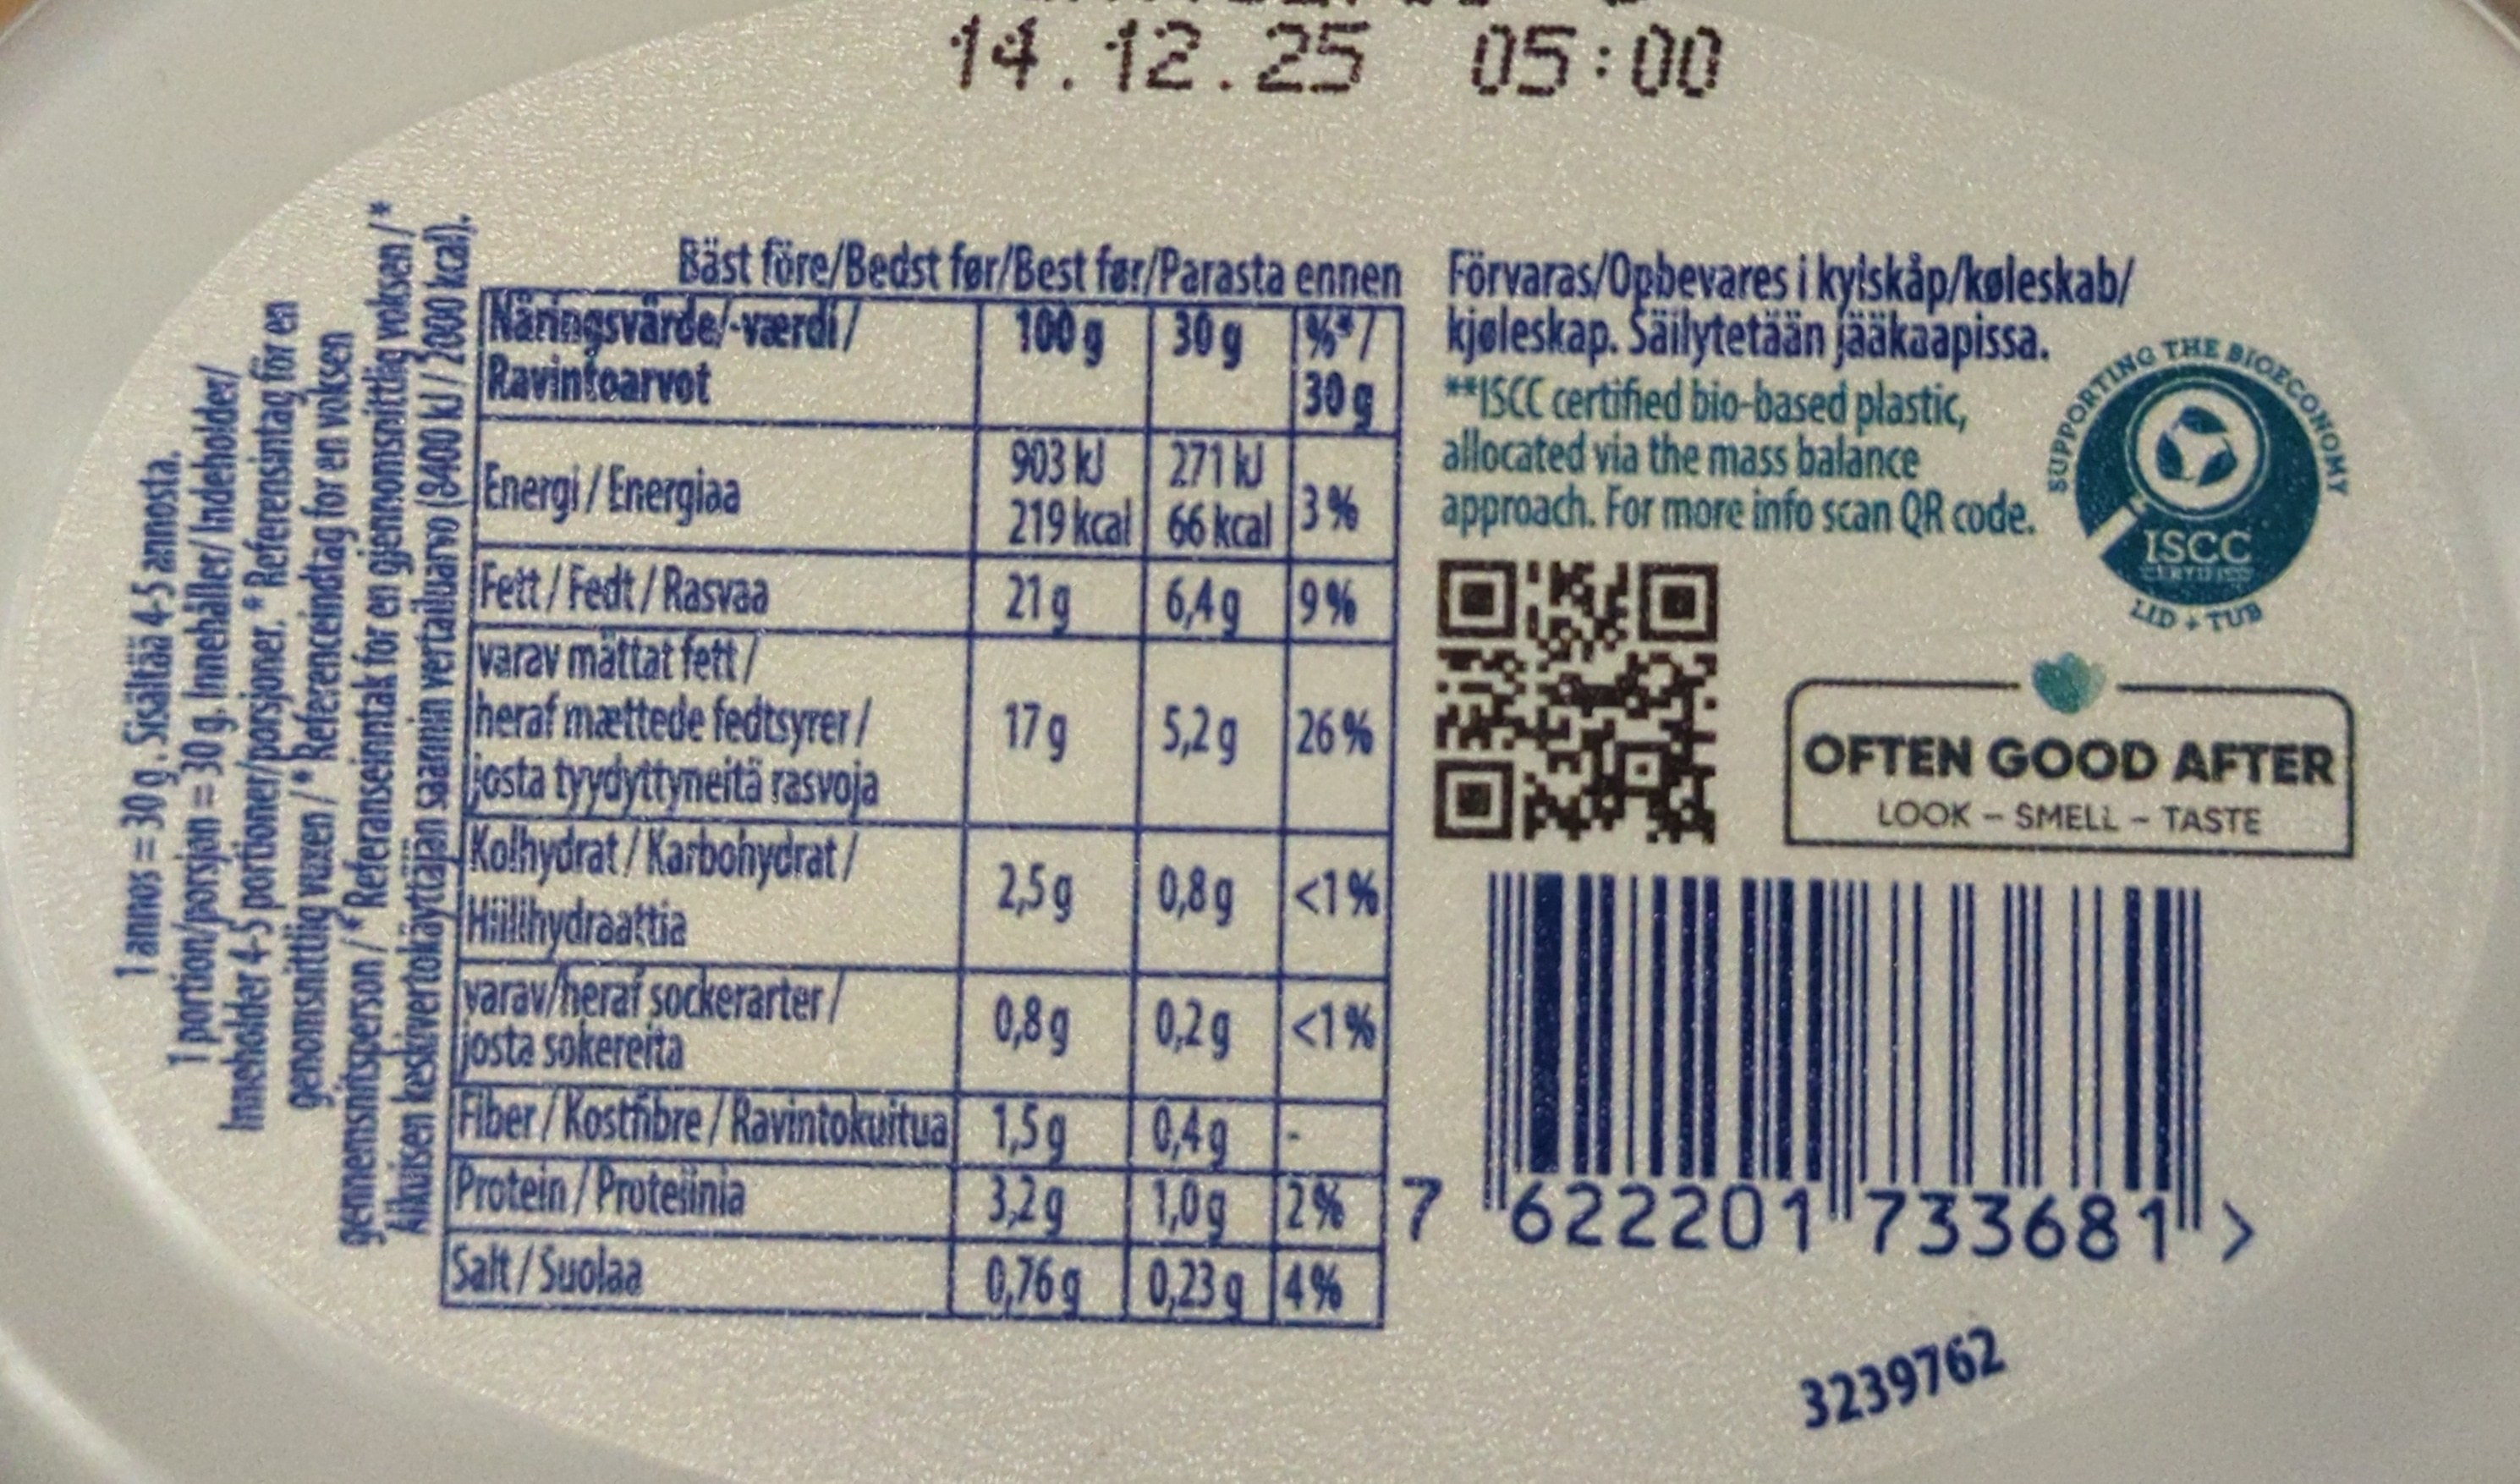 14.12.25 05:00
Bäst före/Bedst før/Best før/Parasta ennen
Näringsvärde/-værdi/
Ravintoarvot
100 g
30 g
%*/
30 g
Energi / Energiaa
903 kJ
219 kcal
271 kJ
66 kcal
3 %
Fett / Fedt / Rasvaa
21 g
6,4 g
9 %
varav mättat fett /
heraf mættede fedtsyrer /
josta tyydyttyneitä rasvoja
17 g
5,2 g
26 %
Kolhydrat / Karbohydrat /
Hiilihydraattia
2,5 g
0,8 g
<1 %
varav/heraf sockerarter /
josta sokereita
0,8 g
0,2 g
<1 %
Fiber / Kostfibre / Ravintokuitua
1,5 g
0,4 g
-
Protein / Proteiinia
3,2 g
1,0 g
2 %
Salt / Suolaa
0,76 g
0,23 g
4 %
1 annos = 30 g. Sisältää 4-5 annosta.
1 portion/porsjon = 30 g. Innehåller/ Indeholder/
Inneholder 4-5 portioner/porsjoner. * Referensintag för en
genomsnittlig vuxen / * Referenceindtag for en voksen
gennemsnitsperson / * Referanseinntak for en gjennomsnittlig voksen / *
Aikuisen keskivertokäyttäjän saannin vertailuarvo (8400 kJ / 2000 kcal).
Förvaras/Opbevares i kylskåp/køleskab/
kjøleskap. Säilytetään jääkaapissa.
**ISCC certified bio-based plastic,
allocated via the mass balance
approach. For more info scan QR code.
SUPPORTING THE BIOECONOMY
ISCC
CERTIFIED
LID + TUB
OFTEN GOOD AFTER
LOOK – SMELL – TASTE
7 622201 733681 >
3239762